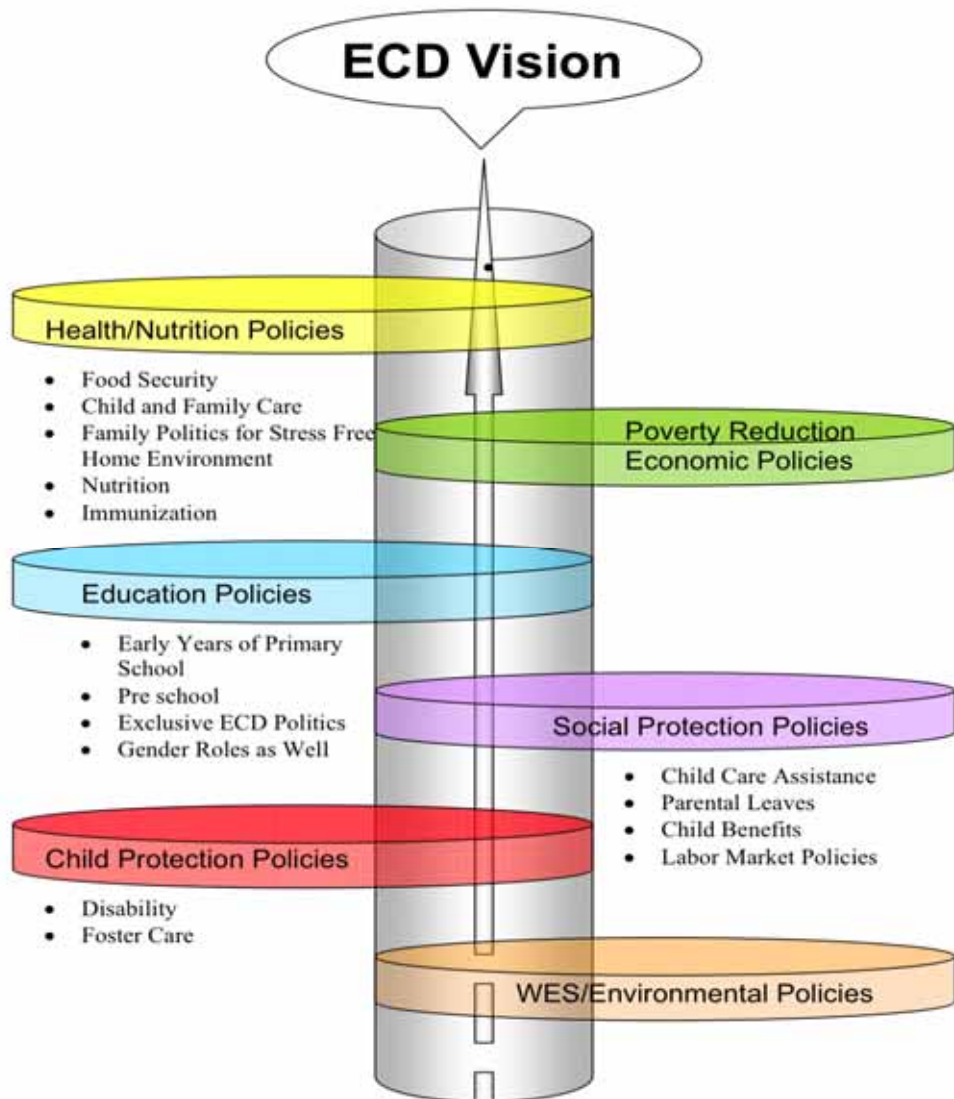 ECD Vision
Health/Nutrition Policies
• Food Security
• Child and Family Care
• Family Politics for Stress Free
Home Environment
• Nutrition
• Immunization
Poverty Reduction
Economic Policies
Education Policies
• Early Years of Primary
School
• Pre school
• Exclusive ECD Politics
• Gender Roles as Well
Social Protection Policies
• Child Care Assistance
• Parental Leaves
• Child Benefits
• Labor Market Policies
Child Protection Policies
• Disability
• Foster Care
WES/Environmental Policies